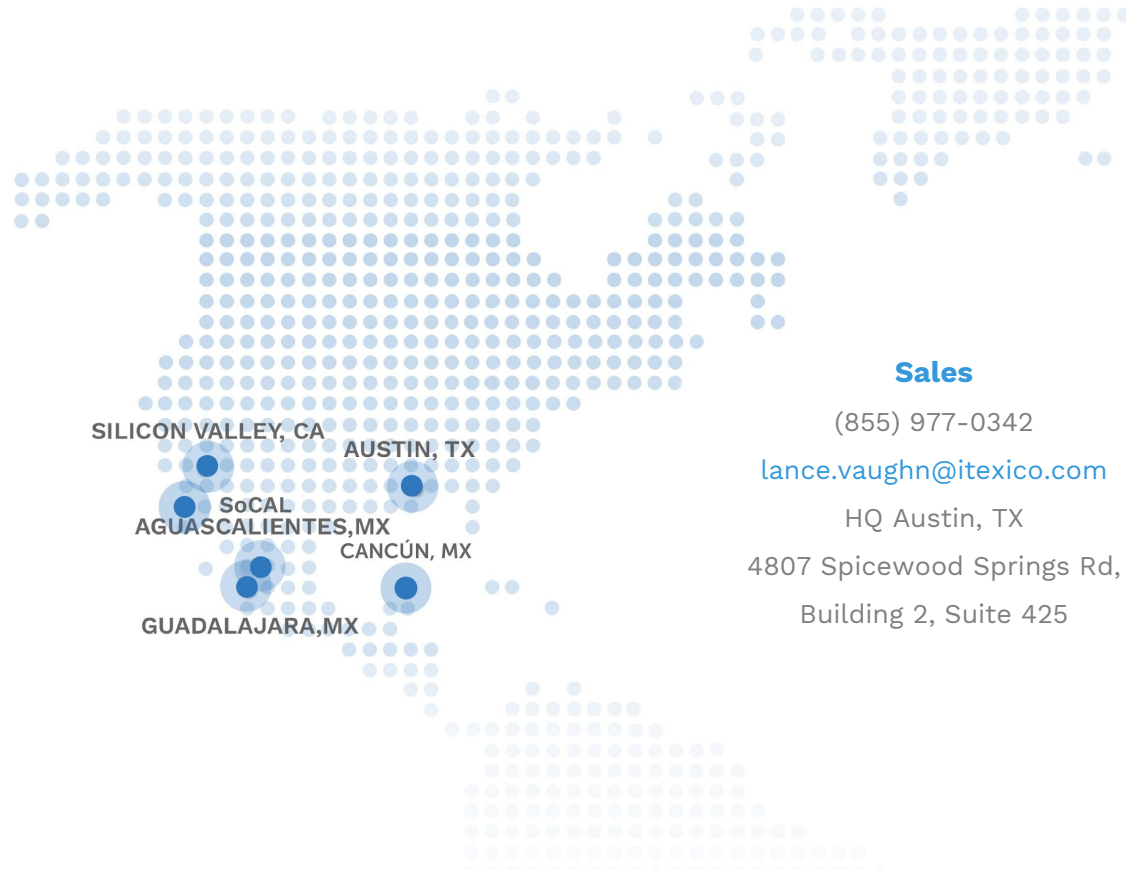 SILICON VALLEY, CA
AUSTIN, TX
SoCAL
AGUASCALIENTES,MX
CANCÚN, MX
GUADALAJARA,MX
Sales
(855) 977-0342
lance.vaughn@itexico.com
HQ Austin, TX
4807 Spicewood Springs Rd,
Building 2, Suite 425